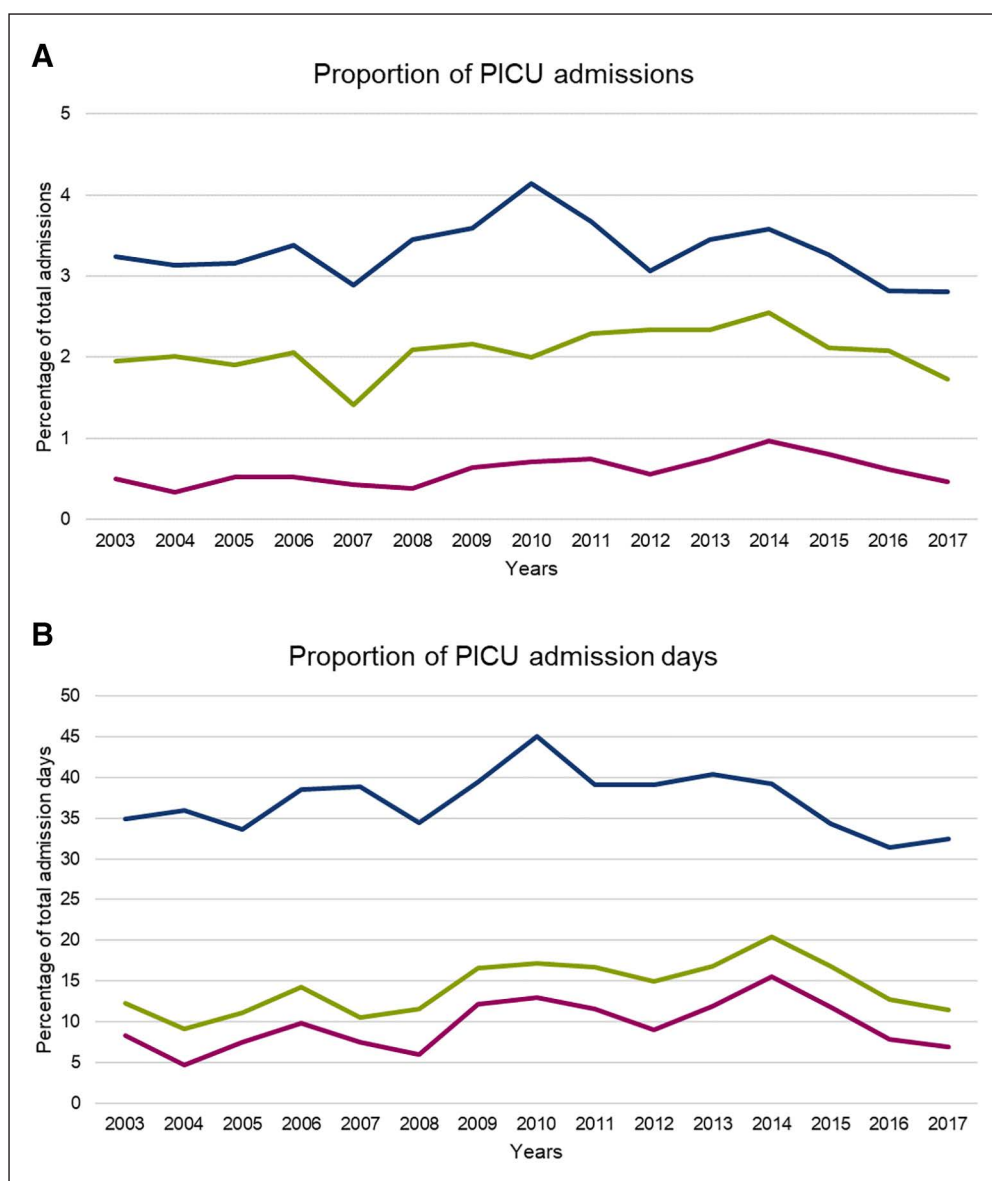 A
Proportion of PICU admissions
Percentage of total admissions
5
4
3
2
1
0
2003 2004 2005 2006 2007 2008 2009 2010 2011 2012 2013 2014 2015 2016 2017
Years
B
Proportion of PICU admission days
Percentage of total admission days
50
45
40
35
30
25
20
15
10
5
0
2003 2004 2005 2006 2007 2008 2009 2010 2011 2012 2013 2014 2015 2016 2017
Years